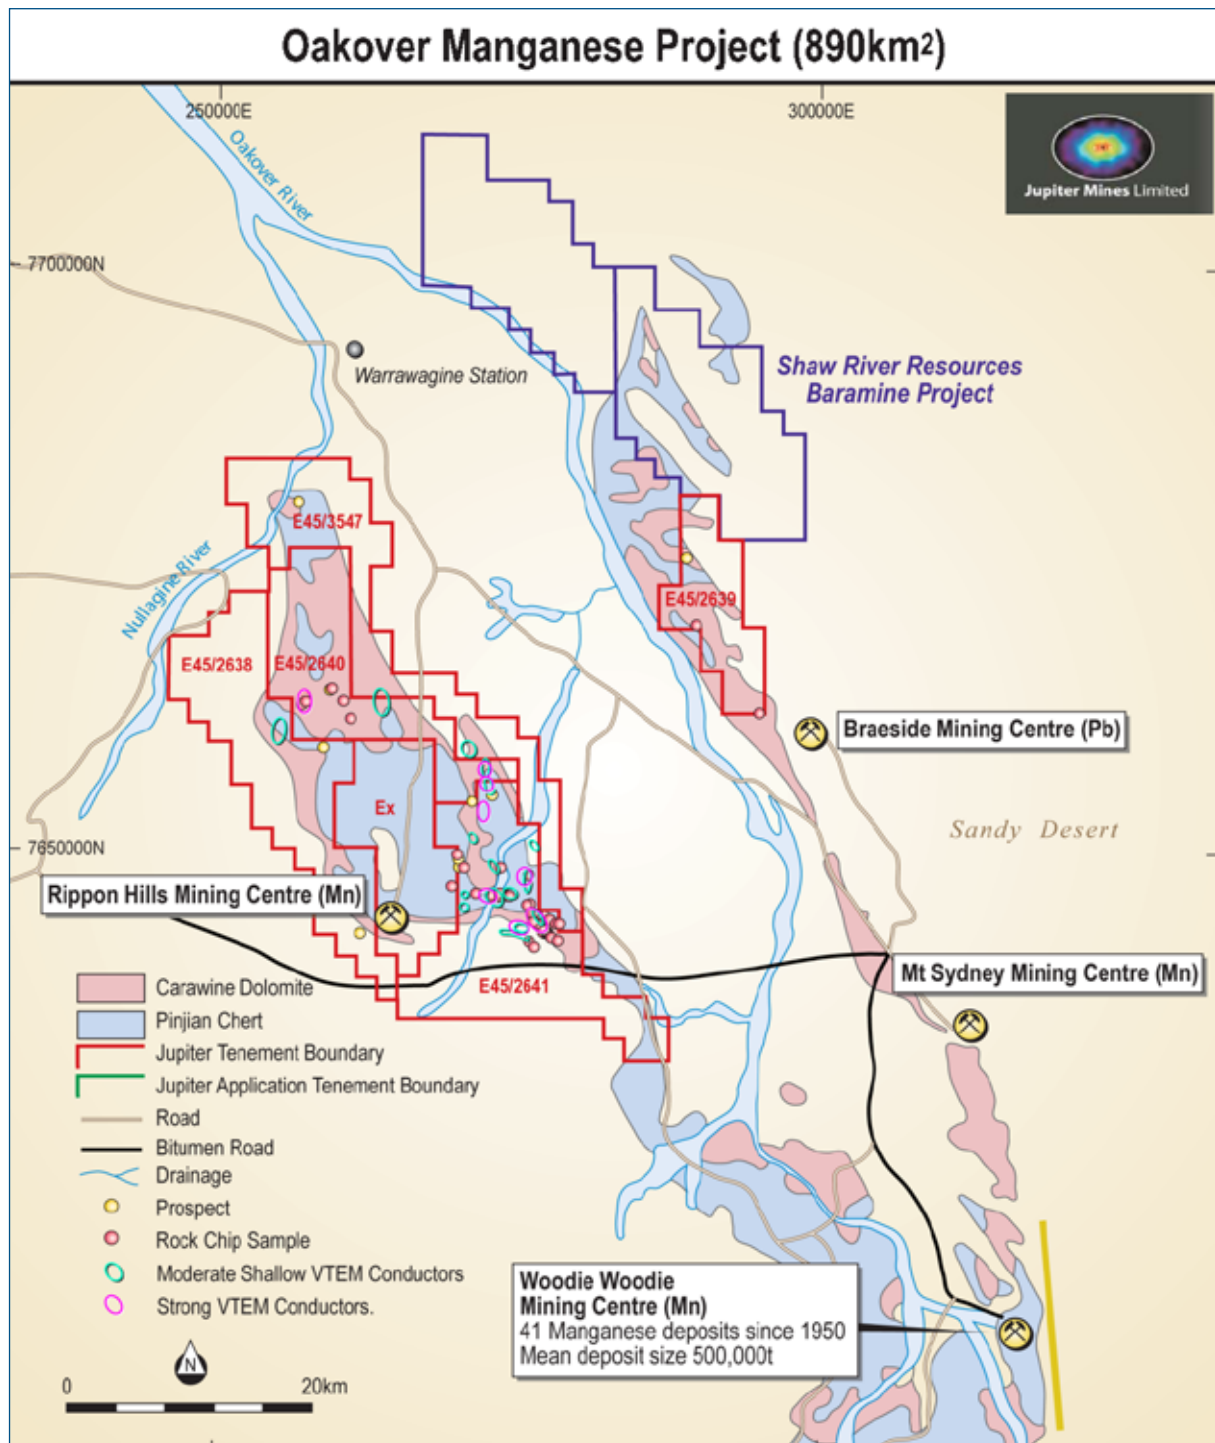 Oakover Manganese Project (890km2)
250000E
300000E
Oakover River
Jupiter Mines Limited
7700000N
Warrawagine Station
Shaw River Resources
Baramine Project
E45/3547
Nullagine River
E45/2639
E45/2638
E45/2640
Braeside Mining Centre (Pb)
Ex
Sandy Desert
7650000N
Rippon Hills Mining Centre (Mn)
Mt Sydney Mining Centre (Mn)
E45/2641
Carawine Dolomite
Pinjian Chert
Jupiter Tenement Boundary
Jupiter Application Tenement Boundary
Road
Bitumen Road
Drainage
Prospect
Rock Chip Sample
Moderate Shallow VTEM Conductors
Strong VTEM Conductors.
Woodie Woodie
Mining Centre (Mn)
41 Manganese deposits since 1950
Mean deposit size 500,000t
N
0 20km